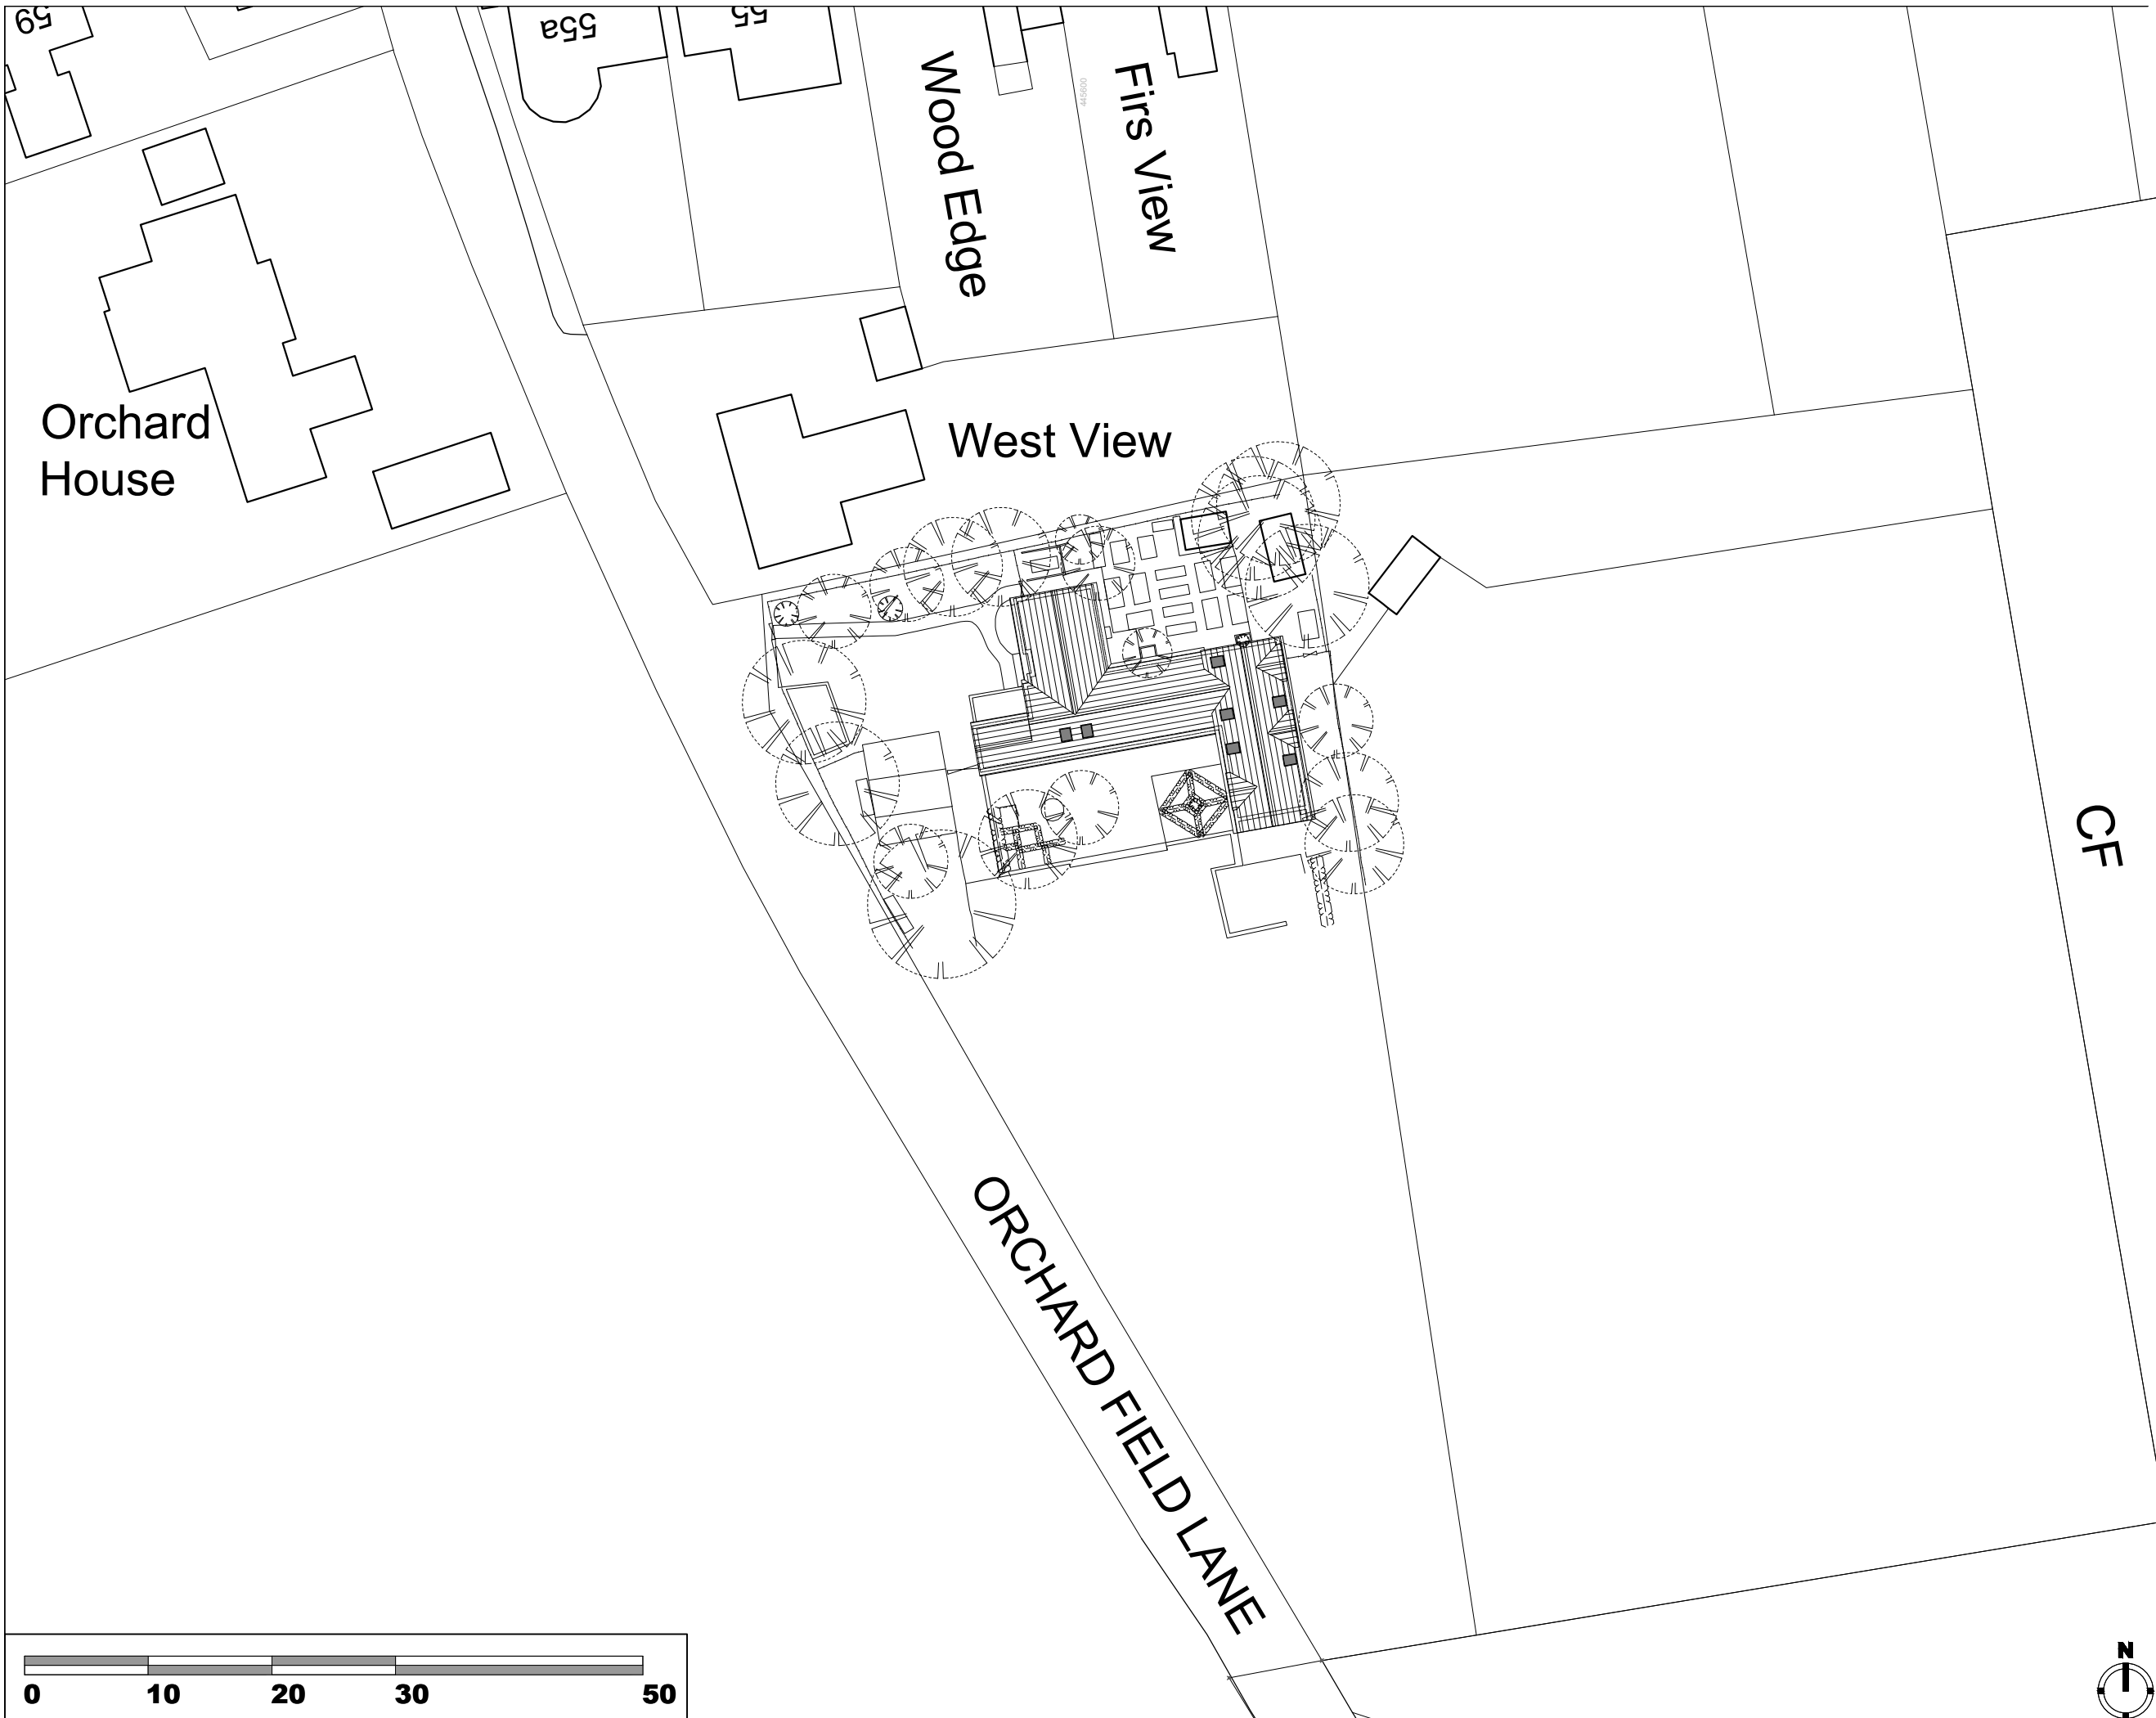 59
55a
55
Wood Edge
445600
Firs View
Orchard
House
West View
CF
ORCHARD FIELD LANE
0 10 20 30 50
N